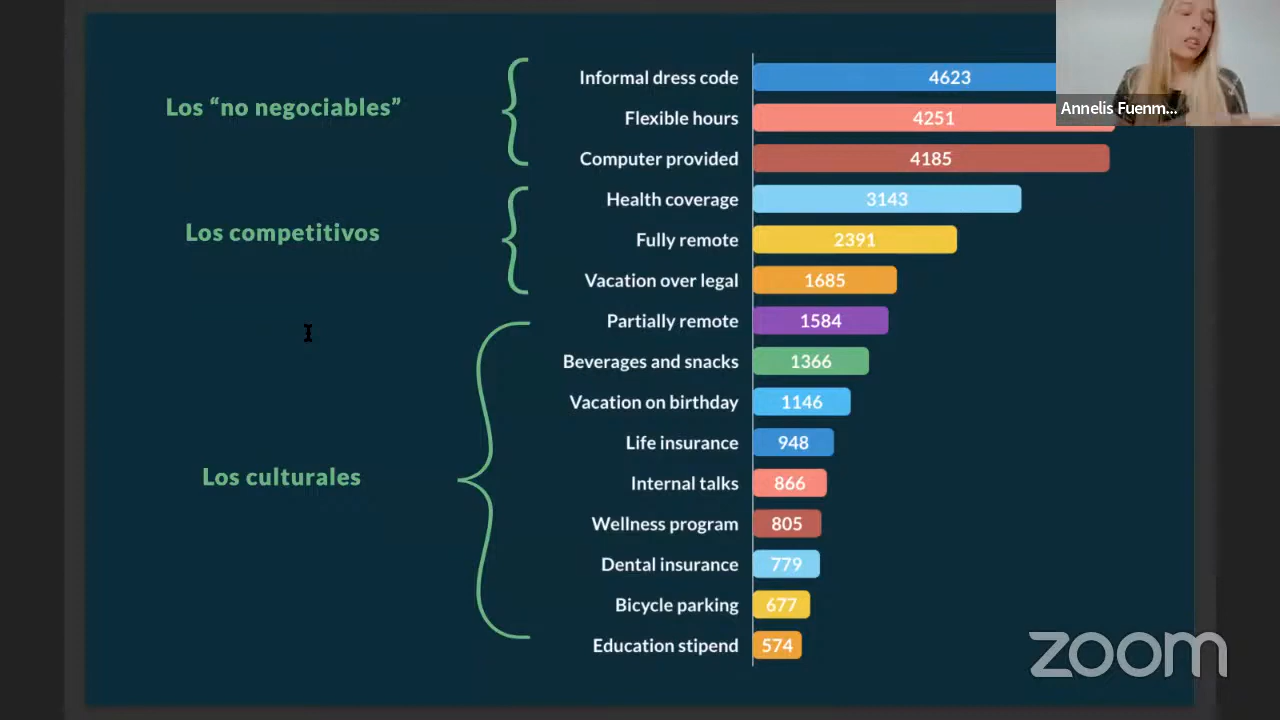 Annelis Fuenm...
Los “no negociables”
Informal dress code 4623
Flexible hours 4251
Computer provided 4185
Los competitivos
Health coverage 3143
Fully remote 2391
Vacation over legal 1685
Los culturales
Partially remote 1584
Beverages and snacks 1366
Vacation on birthday 1146
Life insurance 948
Internal talks 866
Wellness program 805
Dental insurance 779
Bicycle parking 677
Education stipend 574
zoom